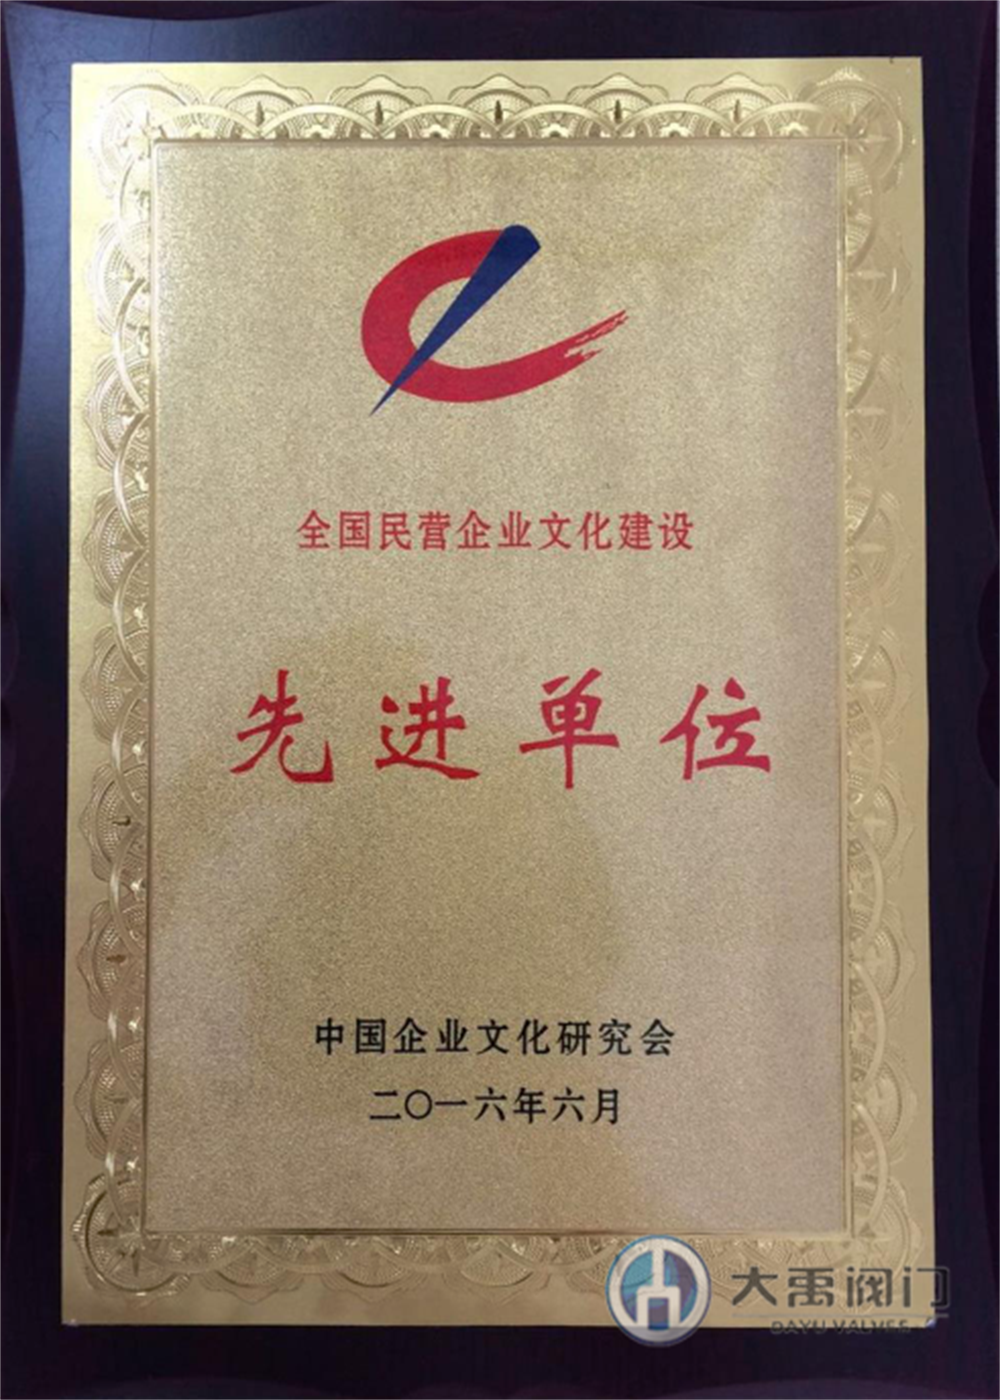 全国民营企业文化建设
先进单位
中国企业文化研究会
二〇一六年六月
大禹阀门
DAYU VALVES